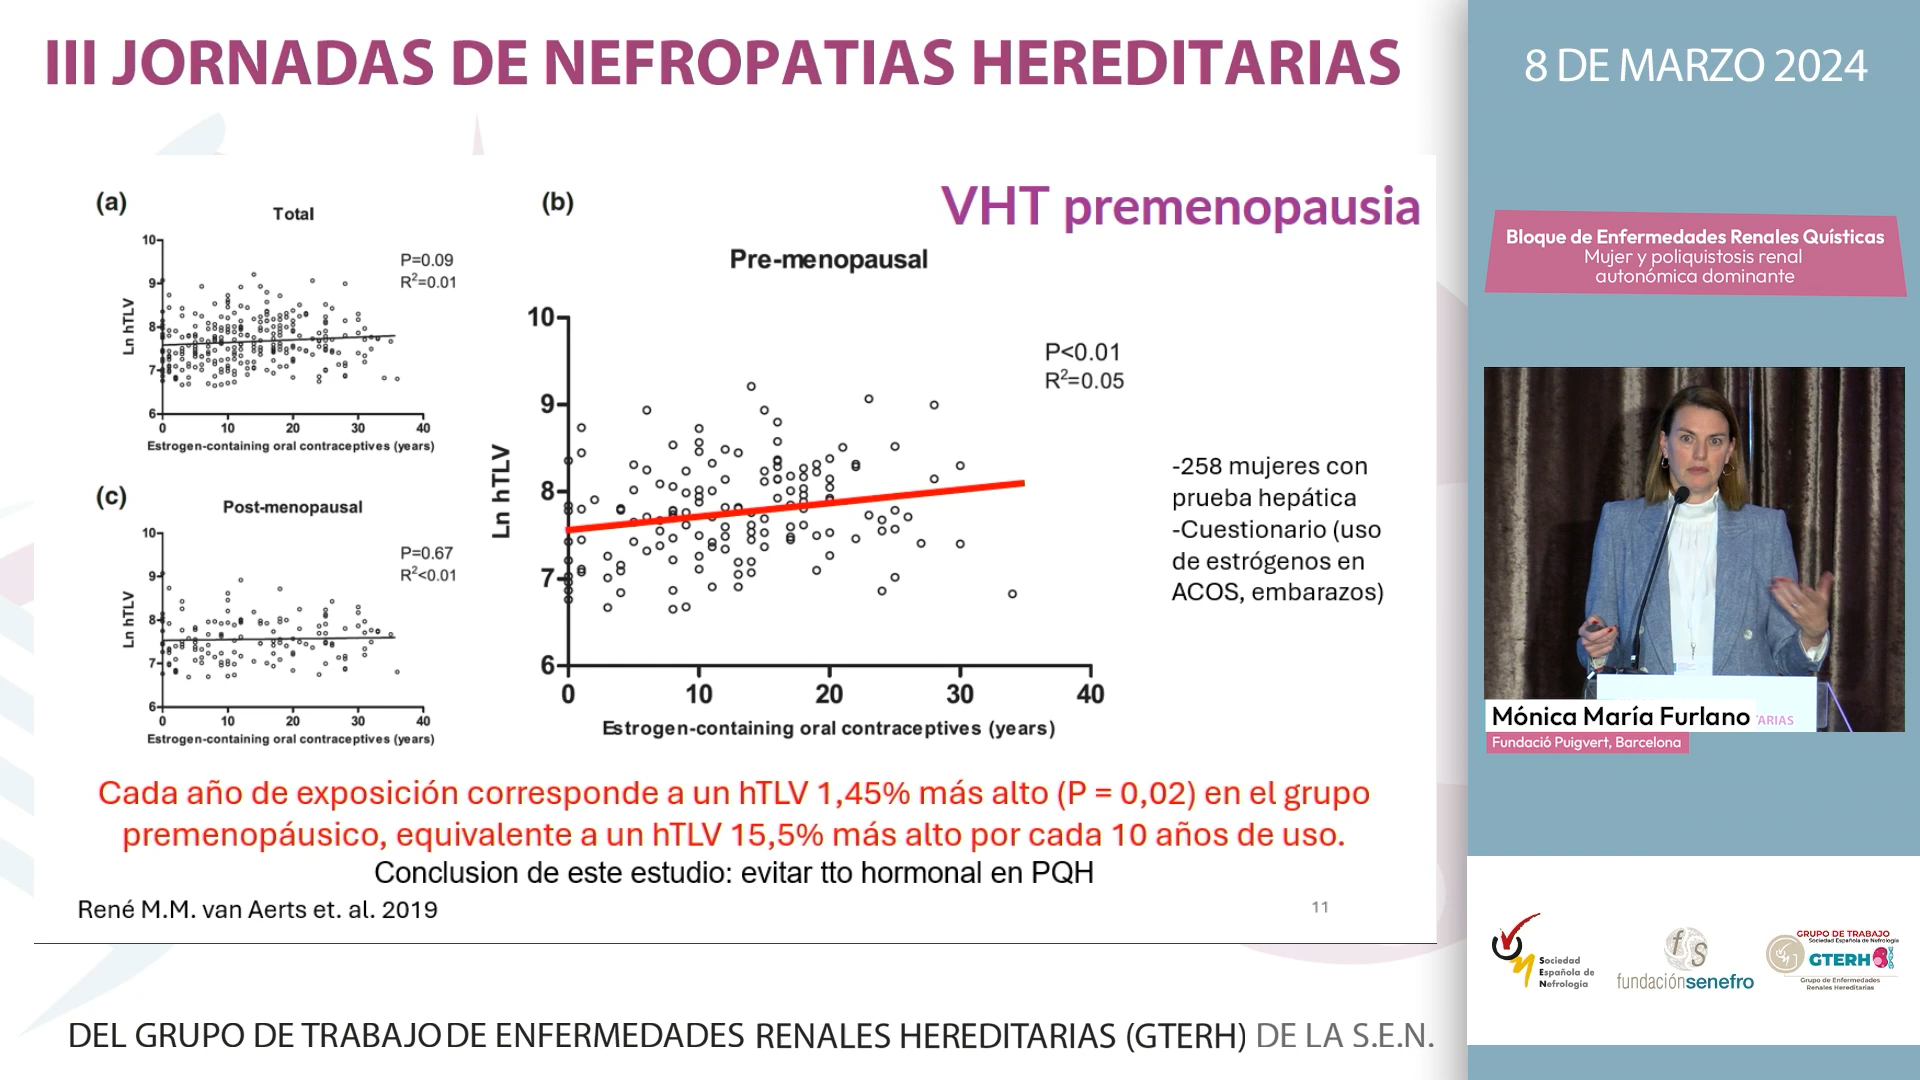 III JORNADAS DE NEFROPATIAS HEREDITARIAS
8 DE MARZO 2024
Bloque de Enfermedades Renales Quísticas
Mujer y poliquistosis renal
autonómica dominante
VHT premenopausia
(a)
Total
P=0.09
R²=0.01
Ln hTLV
10
9
8
7
6
0 10 20 30 40
Estrogen-containing oral contraceptives (years)
(b)
Pre-menopausal
P<0.01
R²=0.05
Ln hTLV
10
9
8
7
6
0 10 20 30 40
Estrogen-containing oral contraceptives (years)
(c)
Post-menopausal
P=0.67
R²<0.01
Ln hTLV
10
9
8
7
6
0 10 20 30 40
Estrogen-containing oral contraceptives (years)
-258 mujeres con
prueba hepática
-Cuestionario (uso
de estrógenos en
ACOS, embarazos)
Cada año de exposición corresponde a un hTLV 1,45% más alto (P = 0,02) en el grupo
premenopáusico, equivalente a un hTLV 15,5% más alto por cada 10 años de uso.
Conclusion de este estudio: evitar tto hormonal en PQH
René M.M. van Aerts et. al. 2019
11
Mónica María Furlano
TARIAS
Fundació Puigvert, Barcelona
Sociedad
Española de
Nefrología
fs
fundaciónsenefro
GRUPO DE TRABAJO
Sociedad Española de Nefrología
GTERH
Grupo de Enfermedades
Renales Hereditarias
DEL GRUPO DE TRABAJO DE ENFERMEDADES RENALES HEREDITARIAS (GTERH) DE LA S.E.N.